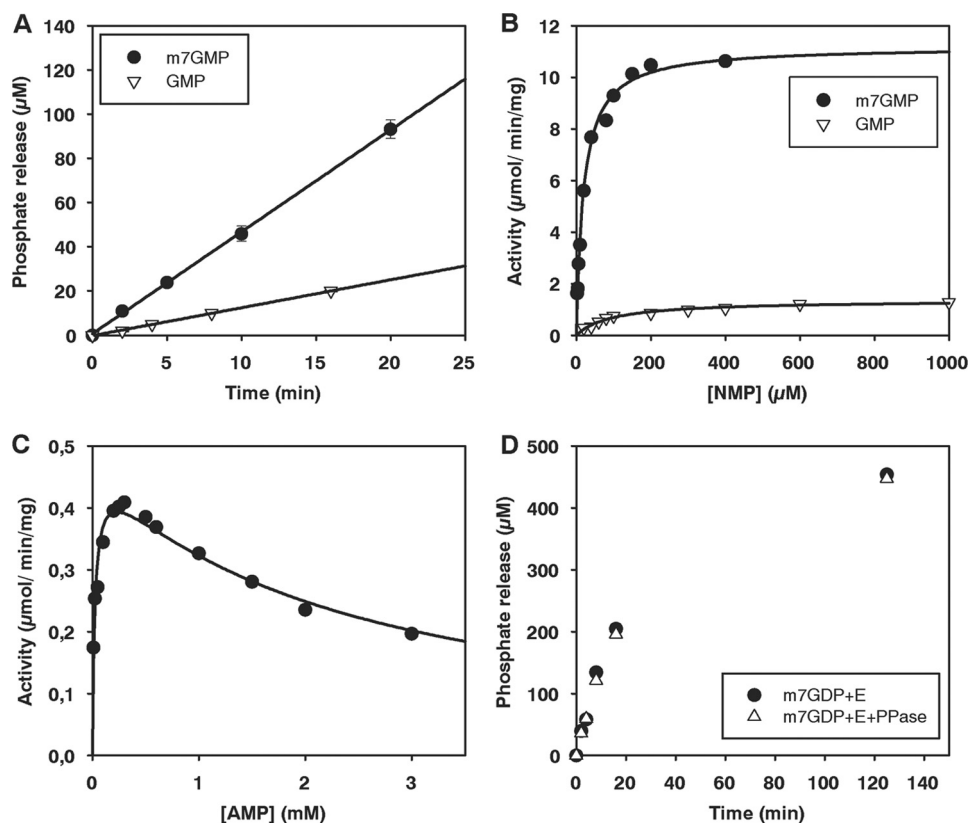 A
Phosphate release (µM)
140
120
100
80
60
40
20
0
m7GMP
GMP
0 5 10 15 20 25
Time (min)
B
Activity (µmol/ min/mg)
12
10
8
6
4
2
0
m7GMP
GMP
0 200 400 600 800 1000
[NMP] (µM)
C
Activity (µmol/ min/mg)
0,5
0,4
0,3
0,2
0,1
0,0
0 1 2 3
[AMP] (mM)
D
Phosphate release (µM)
500
400
300
200
100
0
m7GDP+E
m7GDP+E+PPase
0 20 40 60 80 100 120 140
Time (min)